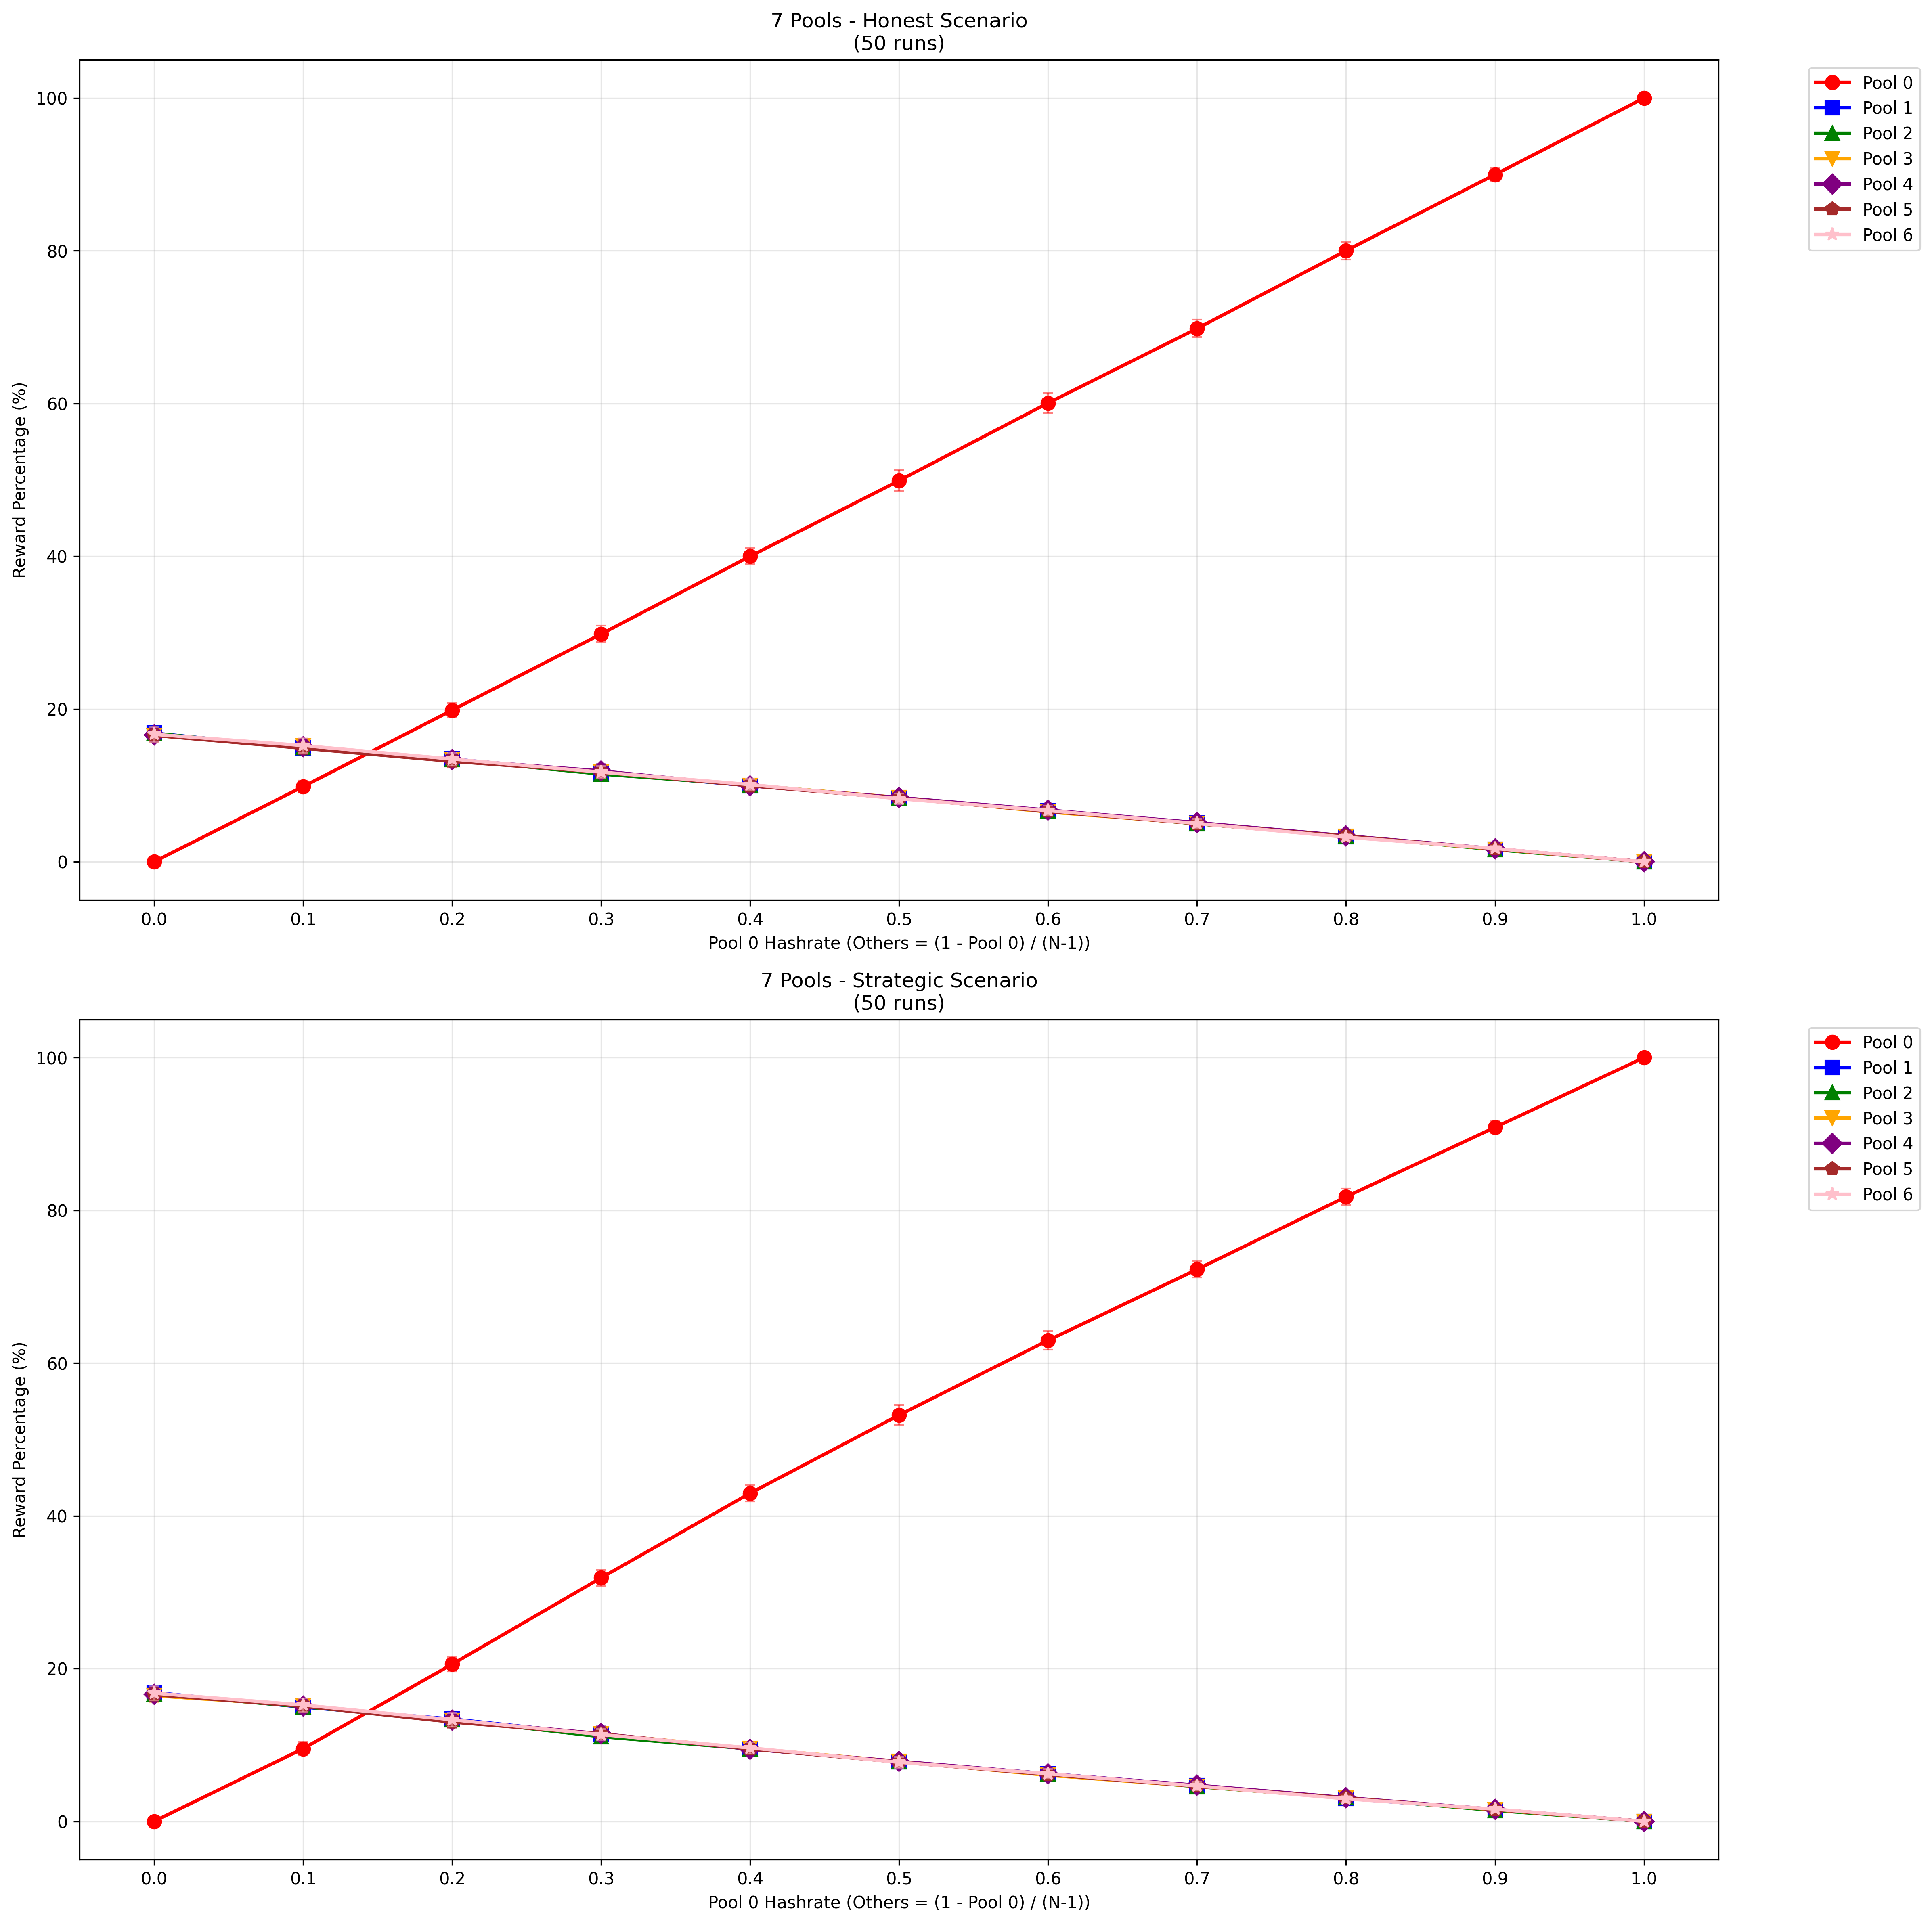 7 Pools - Honest Scenario
(50 runs)
Reward Percentage (%)
100
80
60
40
20
0
0.0 0.1 0.2 0.3 0.4 0.5 0.6 0.7 0.8 0.9 1.0
Pool 0 Hashrate (Others = (1 - Pool 0) / (N-1))
Pool 0
Pool 1
Pool 2
Pool 3
Pool 4
Pool 5
Pool 6
7 Pools - Strategic Scenario
(50 runs)
Reward Percentage (%)
100
80
60
40
20
0
0.0 0.1 0.2 0.3 0.4 0.5 0.6 0.7 0.8 0.9 1.0
Pool 0 Hashrate (Others = (1 - Pool 0) / (N-1))
Pool 0
Pool 1
Pool 2
Pool 3
Pool 4
Pool 5
Pool 6